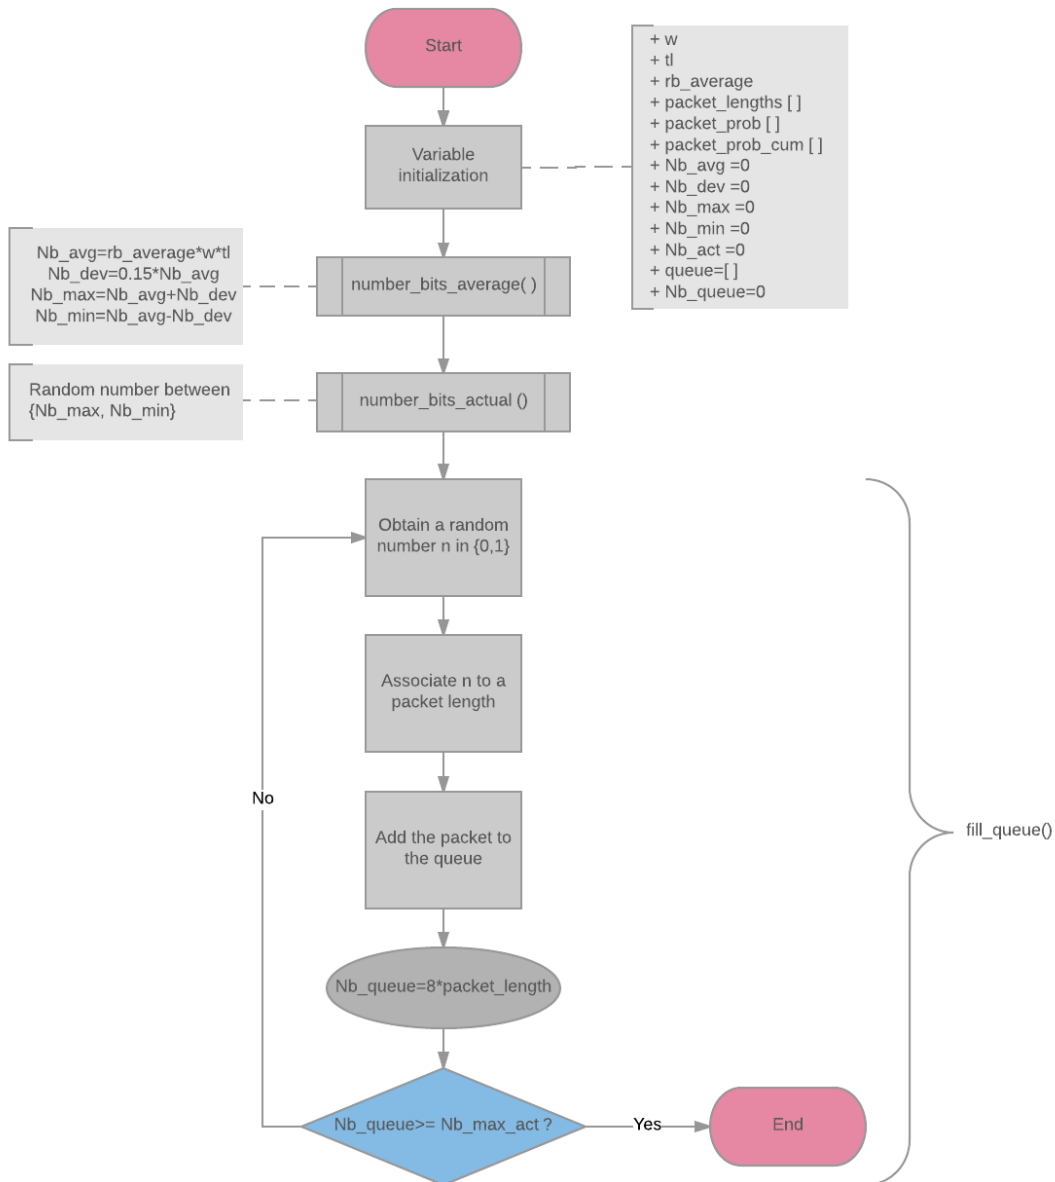 Start
+ w
+ tl
+ rb_average
+ packet_lengths [ ]
+ packet_prob [ ]
+ packet_prob_cum [ ]
+ Nb_avg =0
+ Nb_dev =0
+ Nb_max =0
+ Nb_min =0
+ Nb_act =0
+ queue=[ ]
+ Nb_queue=0
Variable
initialization
Nb_avg=rb_average*w*tl
Nb_dev=0.15*Nb_avg
Nb_max=Nb_avg+Nb_dev
Nb_min=Nb_avg-Nb_dev
number_bits_average( )
Random number between
{Nb_max, Nb_min}
number_bits_actual ()
Obtain a random
number n in {0,1}
Associate n to a
packet length
No
Add the packet to
the queue
fill_queue()
Nb_queue=8*packet_length
Nb_queue>= Nb_max_act ?
Yes
End